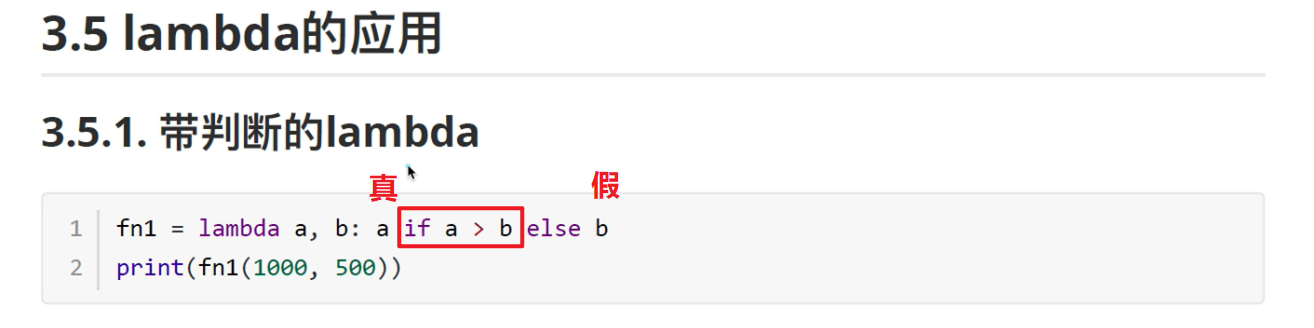 3.5 lambda的应用
3.5.1. 带判断的lambda
真 假
1 fn1 = lambda a, b: a if a > b else b
2 print(fn1(1000, 500))